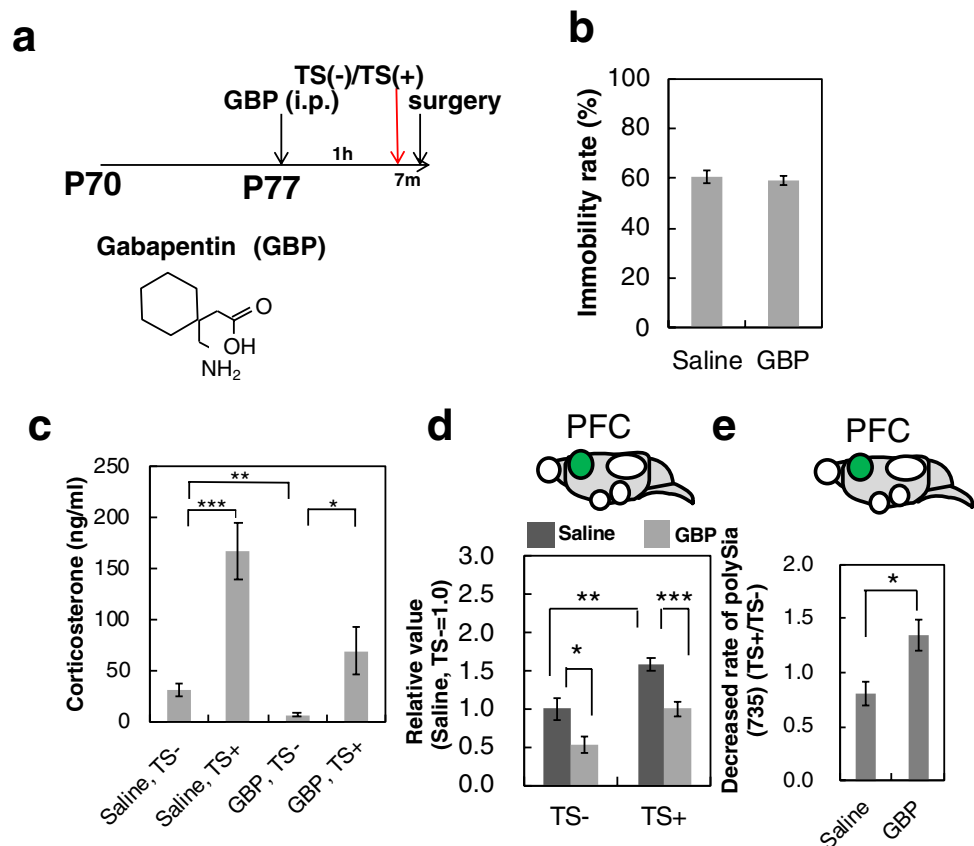 a
TS(-)/TS(+)
GBP (i.p.)
surgery
1h
7m
P70
P77
Gabapentin (GBP)
O
OH
NH2
b
Immobility rate (%)
100
80
60
40
20
0
Saline GBP
c
Corticosterone (ng/ml)
250
200
150
100
50
0
**
***
*
Saline, TS-
Saline, TS+
GBP, TS-
GBP, TS+
d
PFC
Saline GBP
Relative value
(Saline, TS-=1.0)
3.0
2.5
2.0
1.5
1.0
0.5
0.0
** ***
*
TS- TS+
e
PFC
Decreased rate of polySia
(735) (TS+/TS-)
2.0
1.5
1.0
0.5
0.0
*
Saline
GBP